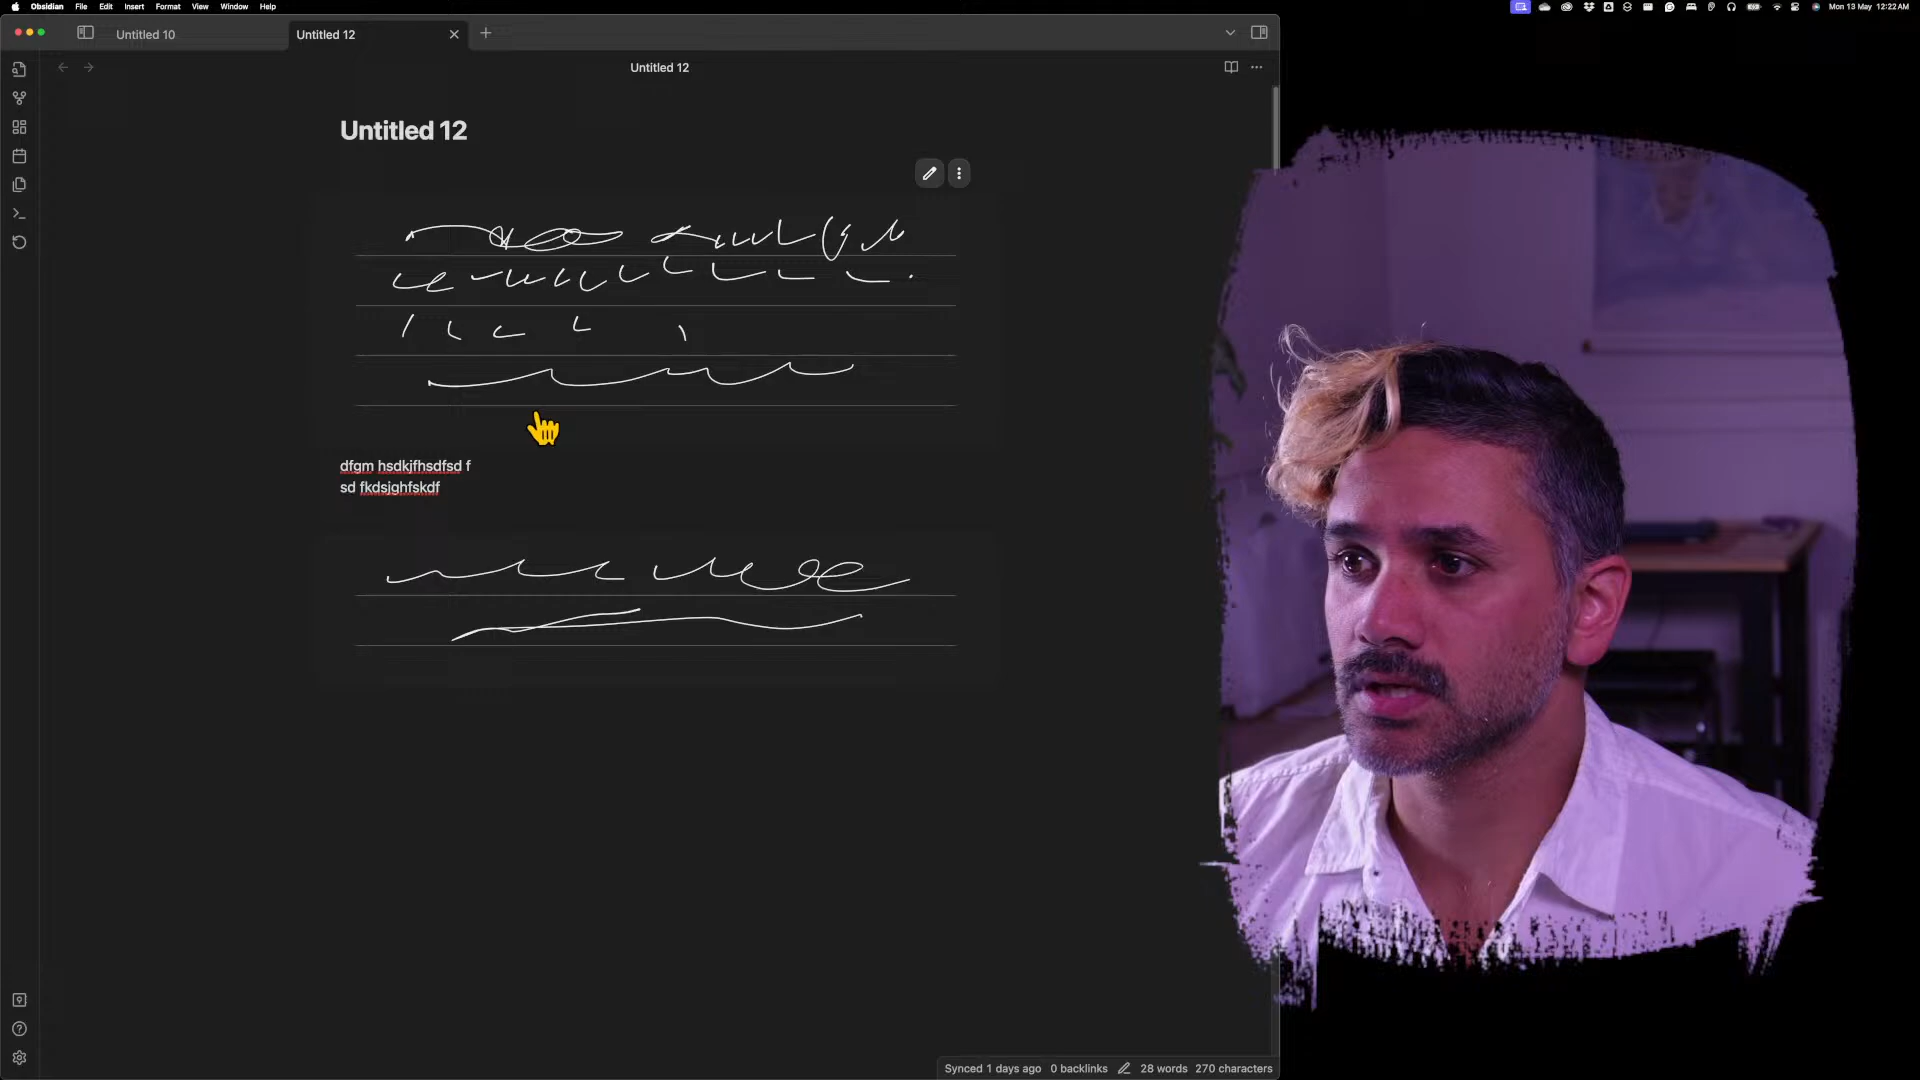 Obsidian File Edit Insert Format View Window Help
Mon 13 May 12:22 AM
Untitled 10
Untitled 12
Untitled 12
Untitled 12
dfgm hsdkjfhsdfsd f
sd fkdsjghfskdf
Synced 1 days ago 0 backlinks 28 words 270 characters